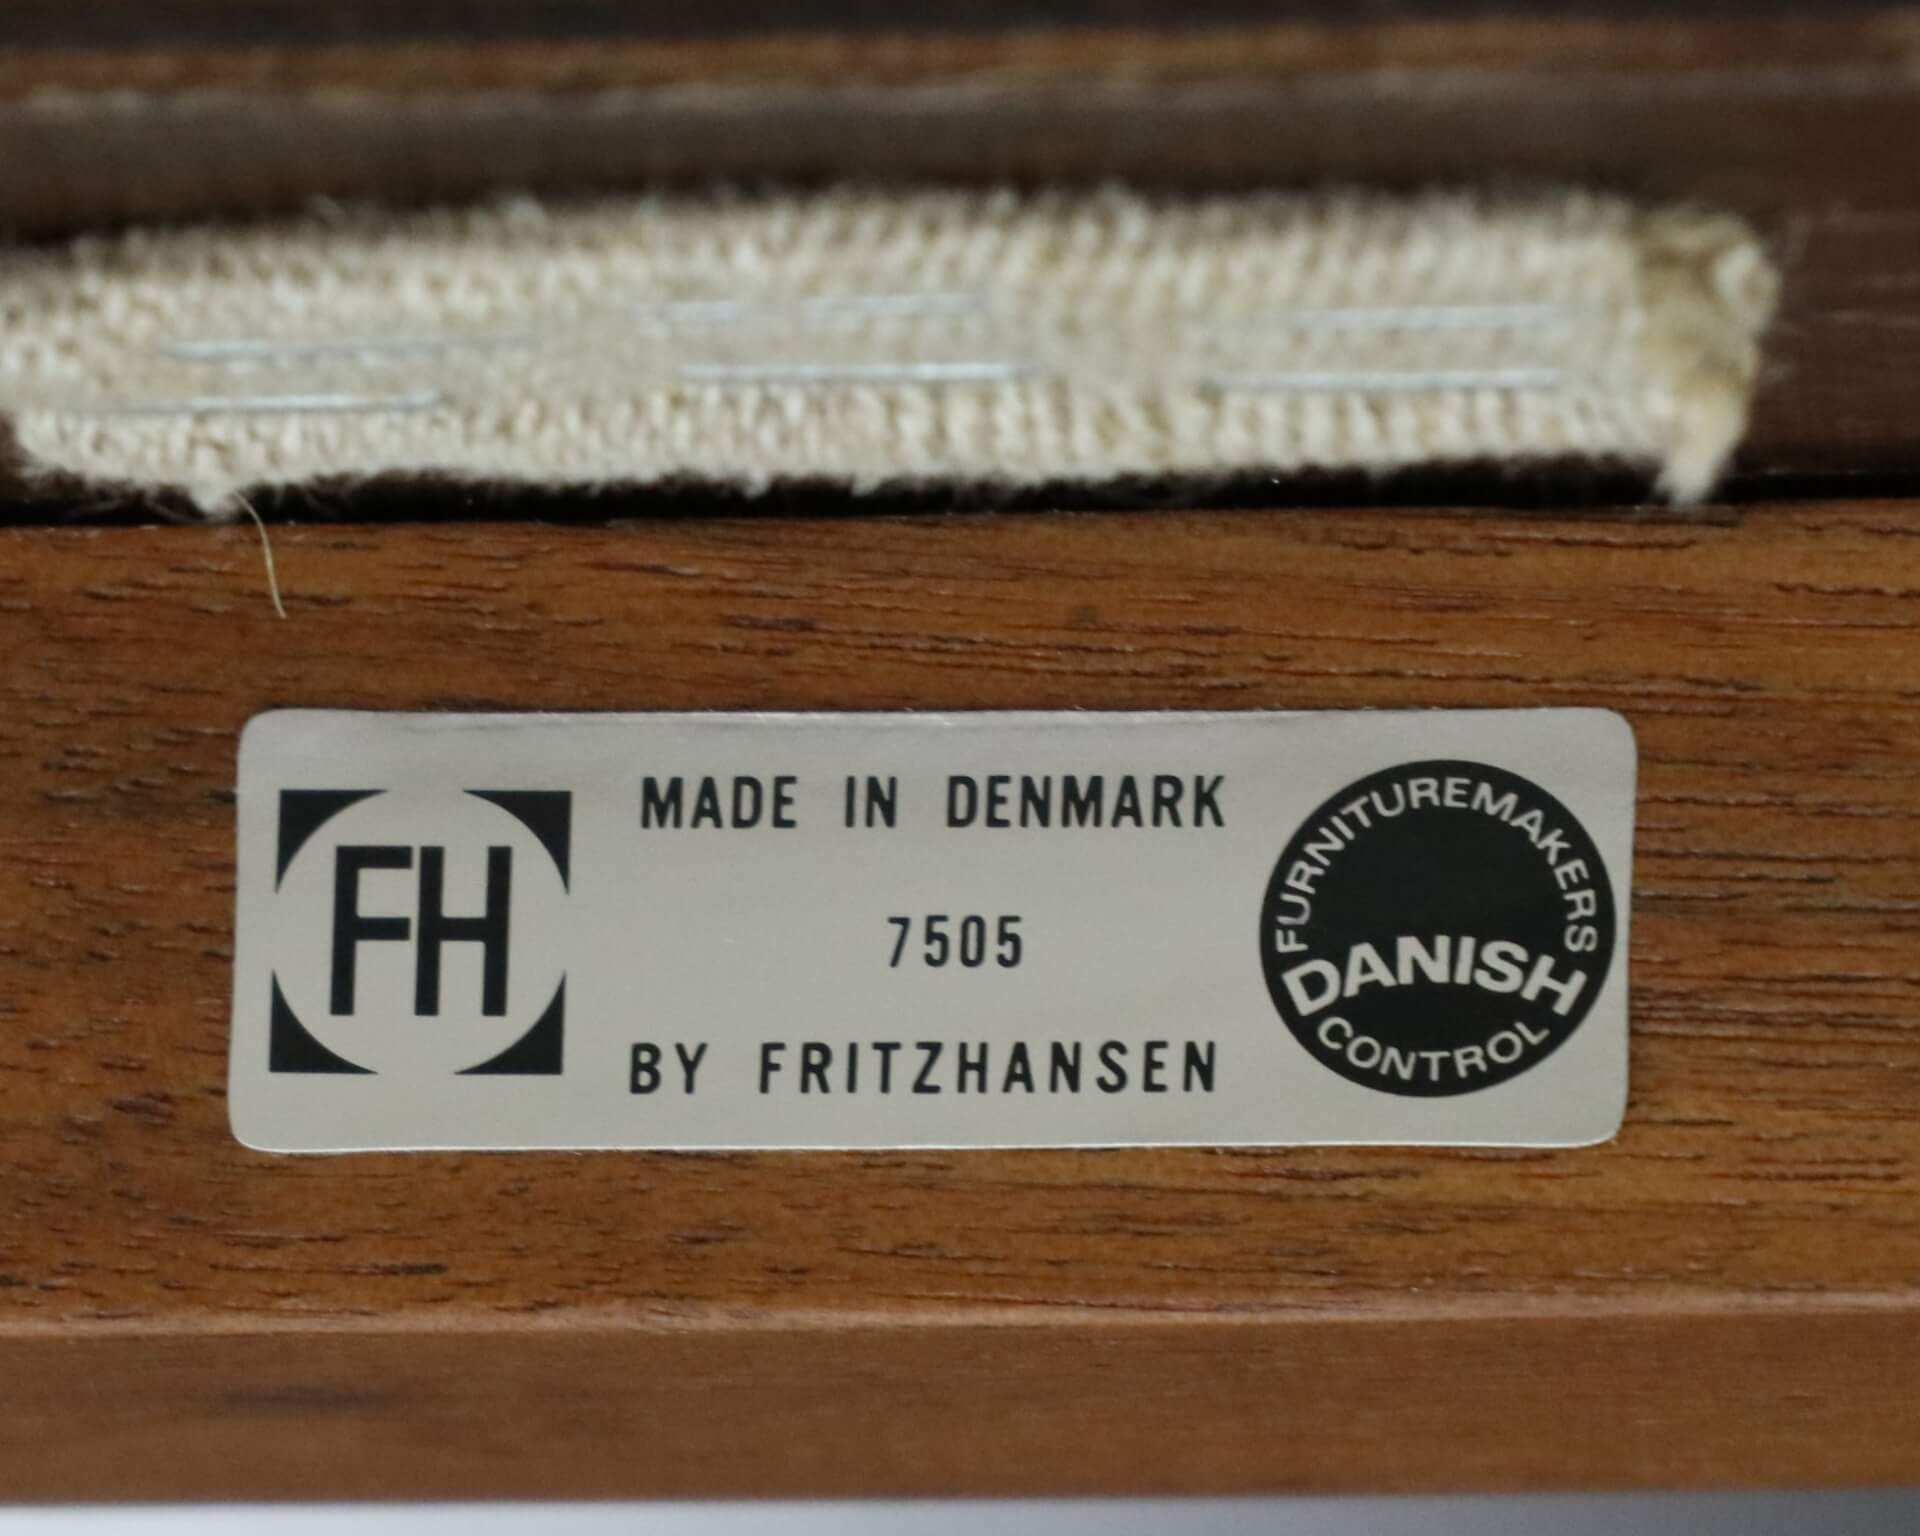 FH
MADE IN DENMARK
7505
BY FRITZHANSEN
FURNITUREMAKERS
DANISH
CONTROL